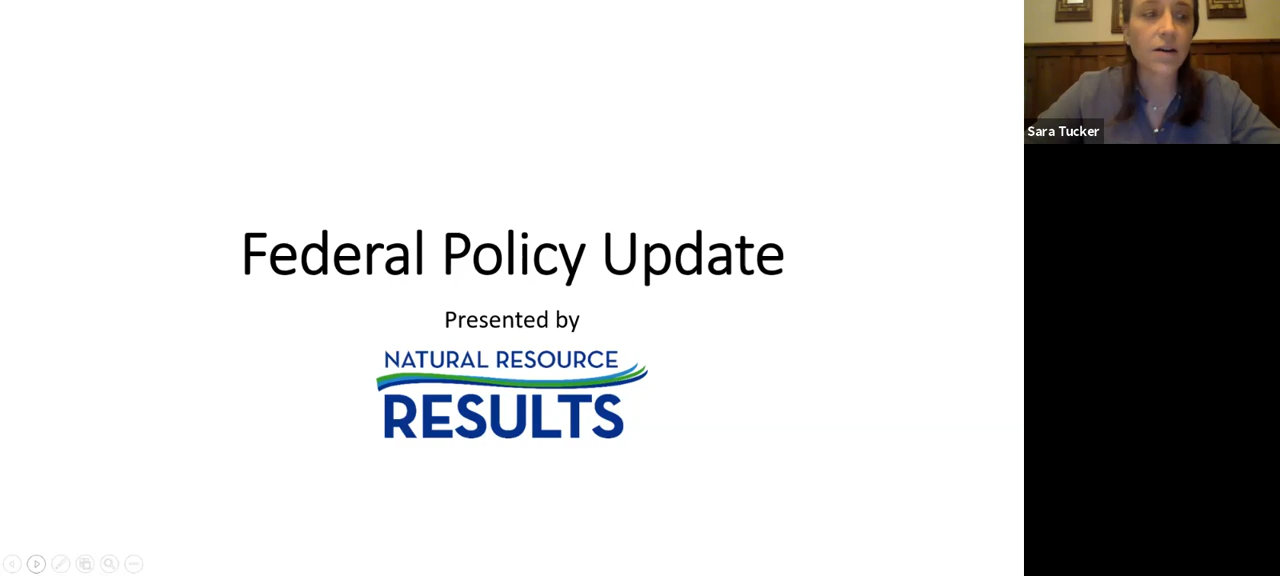 Federal Policy Update
Presented by
NATURAL RESOURCE
RESULTS
Sara Tucker